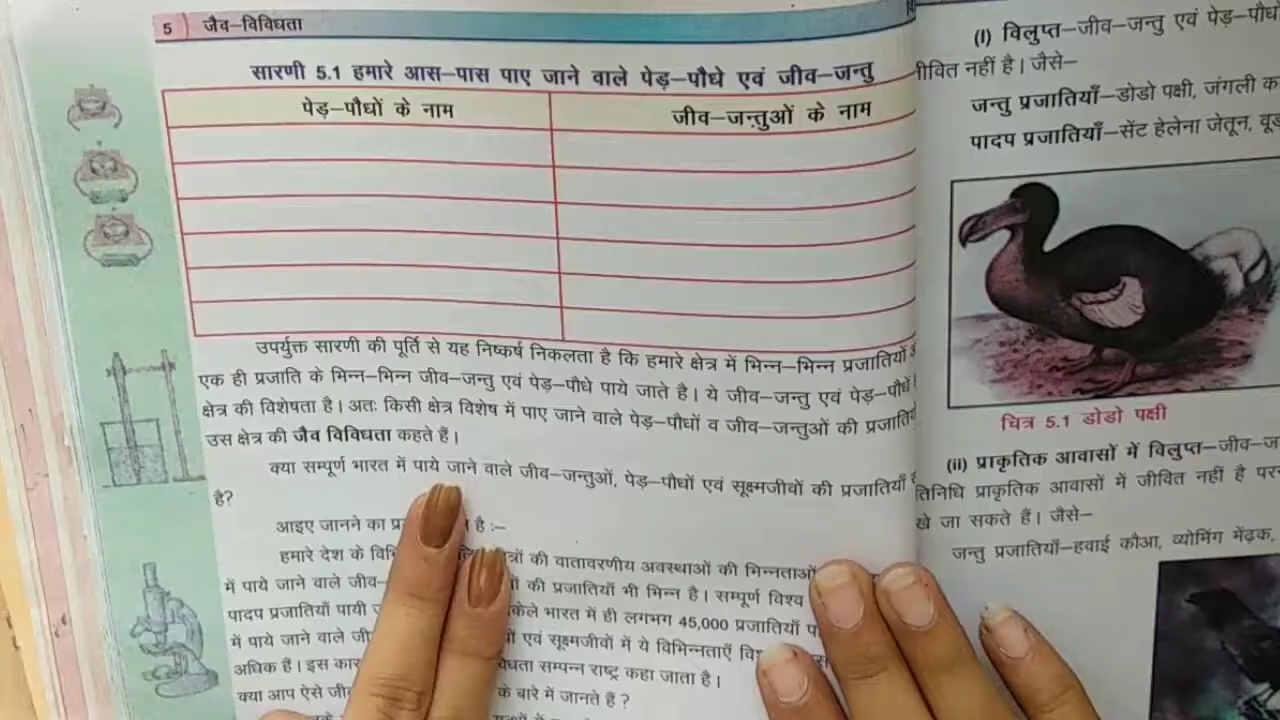 5 जैव–विविधता
सारणी 5.1 हमारे आस–पास पाए जाने वाले पेड़–पौधे एवं जीव–जन्तु
पेड़–पौधों के नाम
जीव–जन्तुओं के नाम
उपर्युक्त सारणी की पूर्ति से यह निष्कर्ष निकलता है कि हमारे क्षेत्र में भिन्न–भिन्न प्रजातियों
एक ही प्रजाति के भिन्न–भिन्न जीव–जन्तु एवं पेड़–पौधे पाये जाते है। ये जीव–जन्तु एवं पेड़–पौधे
क्षेत्र की विशेषता है। अतः किसी क्षेत्र विशेष में पाए जाने वाले पेड़–पौधों व जीव–जन्तुओं की
उस क्षेत्र की जैव विविधता कहते हैं।
क्या सम्पूर्ण भारत में पाये जाने वाले जीव–जन्तुओं, पेड़–पौधों एवं सूक्ष्मजीवों की प्रजातियाँ
है?
आइए जानने का है :–
हमारे देश के की वातावरणीय अवस्थाओं की भिन्नताओं
में पाये जाने वाले जीव– की प्रजातियाँ भी भिन्न है। सम्पूर्ण विश्व
पादप प्रजातियाँ पायी भारत में ही लगभग 45,000 प्रजातियाँ
में पाये जाने वाले एवं सूक्ष्मजीवों में ये विभिन्नताएँ
अधिक हैं। इस सम्पन्न राष्ट्र कहा जाता है।
क्या आप ऐसे के बारे में जानते हैं ?
(I) विलुप्त–जीव–जन्तु एवं पेड़–
नहीं है। जैसे–
जन्तु प्रजातियाँ–डोडो पक्षी, जंगली
पादप प्रजातियाँ–सेंट हेलेना जेतून,
चित्र 5.1 डोडो पक्षी
(ii) प्राकृतिक आवासों में विलुप्त–जीव–
प्राकृतिक आवासों में जीवित नहीं है
जा सकते हैं। जैसे–
जन्तु प्रजातियाँ–हवाई कौआ, व्योमिंग मेंढ़क,